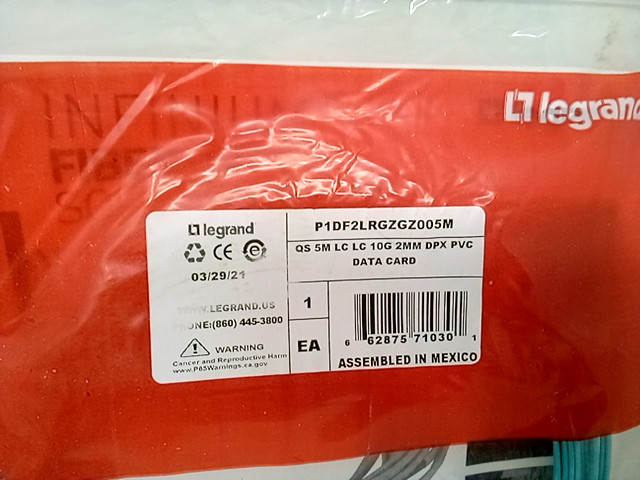 INFINIUM
FIBER
legrand
legrand
03/29/21
WWW.LEGRAND.US
PHONE:(860) 445-3800
WARNING
Cancer and Reproductive Harm
www.P65Warnings.ca.gov
P1DF2LRGZGZ005M
QS 5M LC LC 10G 2MM DPX PVC
DATA CARD
1
EA
6 62875 71030 1
ASSEMBLED IN MEXICO